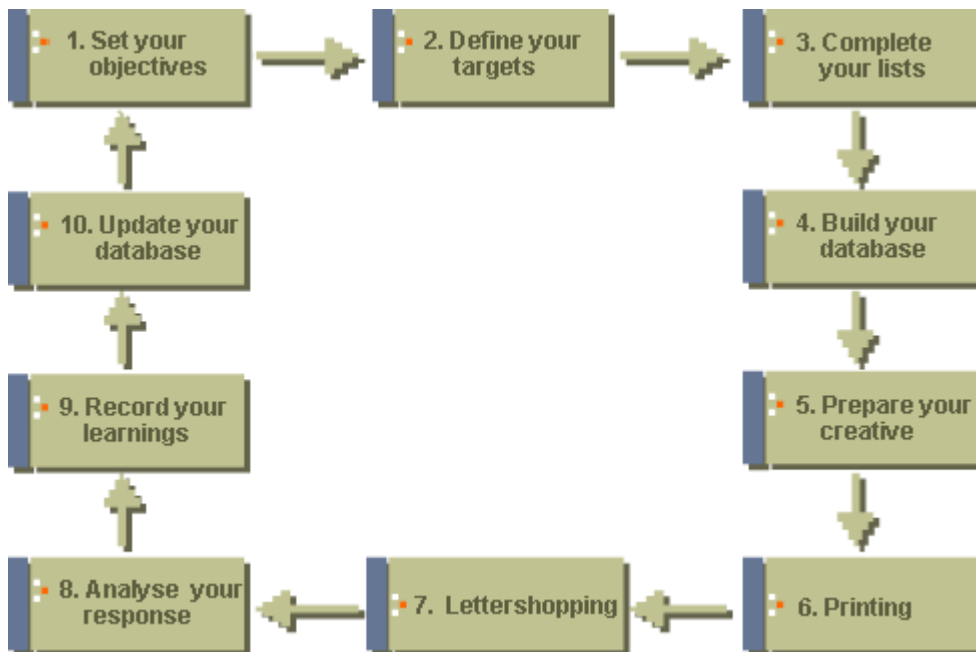 1. Set your
objectives
2. Define your
targets
3. Complete
your lists
4. Build your
database
5. Prepare your
creative
6. Printing
7. Lettershopping
8. Analyse your
response
9. Record your
learnings
10. Update your
database